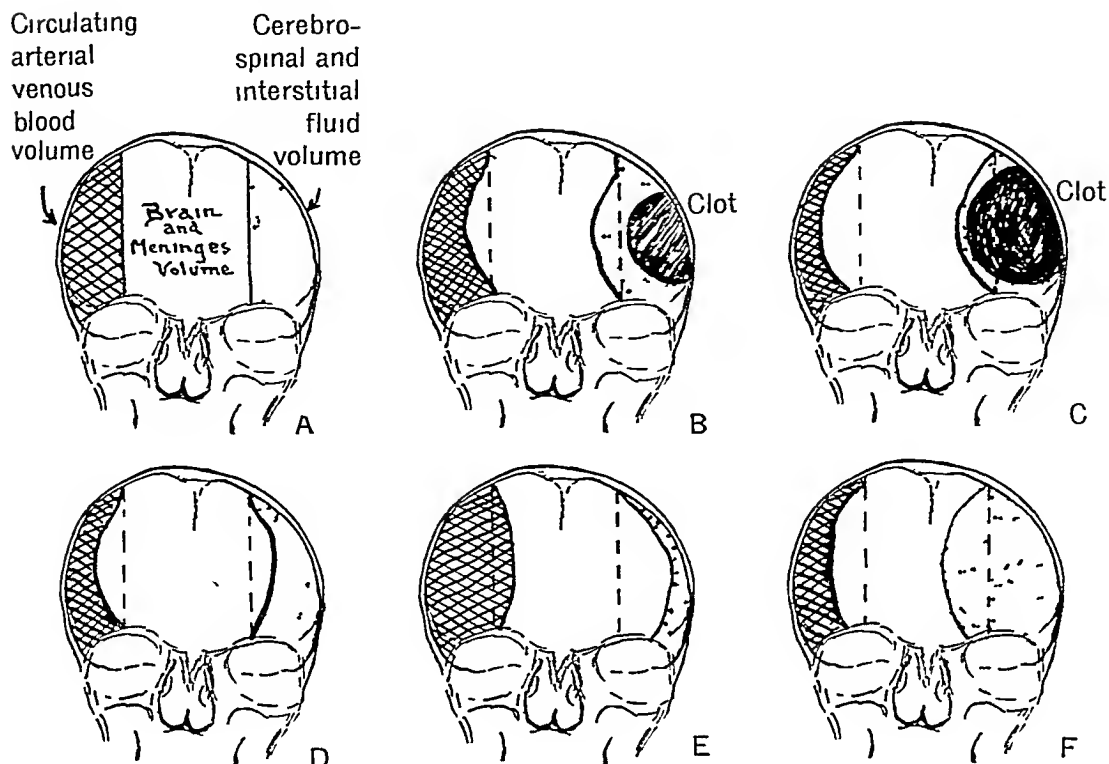 Circulating
arterial
venous
blood
volume
Cerebro-
spinal and
interstitial
fluid
volume
Brain
and
Meninges
Volume
A
Clot
B
Clot
C
D
E
F